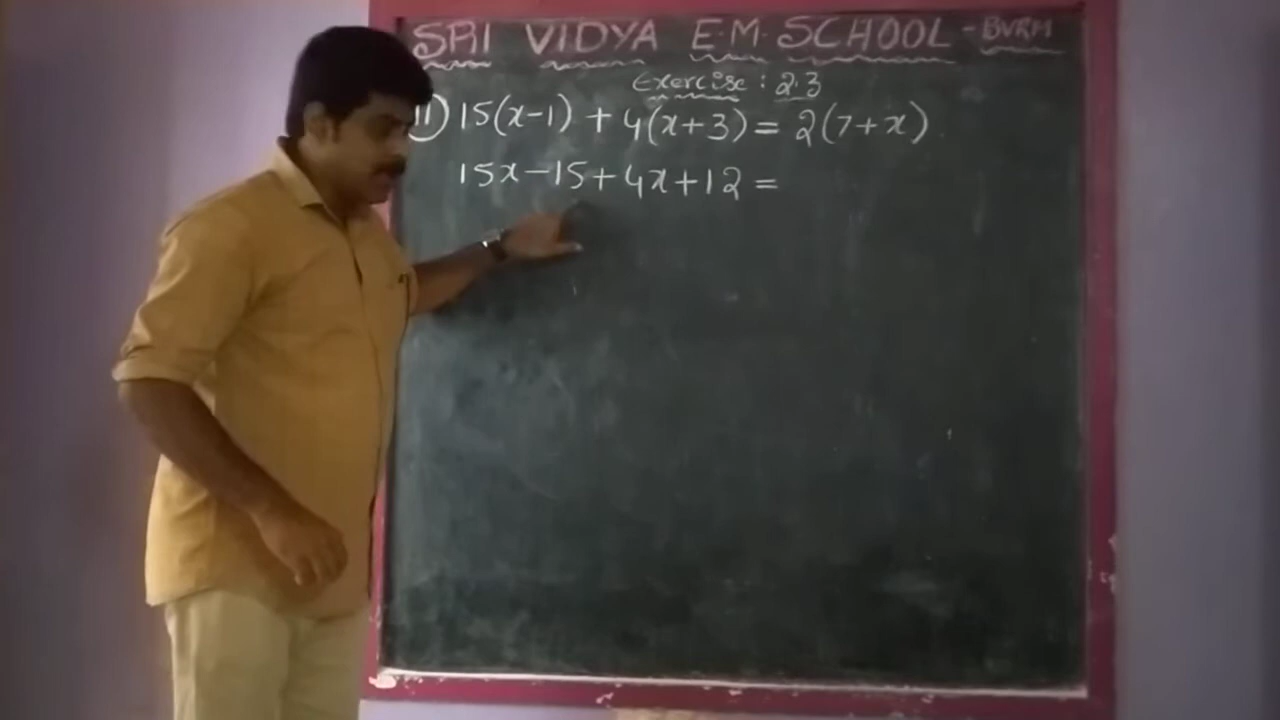 SRI VIDYA E.M. SCHOOL - BVRM
Exercise : 2.3
11) 15(x-1) + 4(x+3) = 2(7+x)
15x-15+4x+12 =